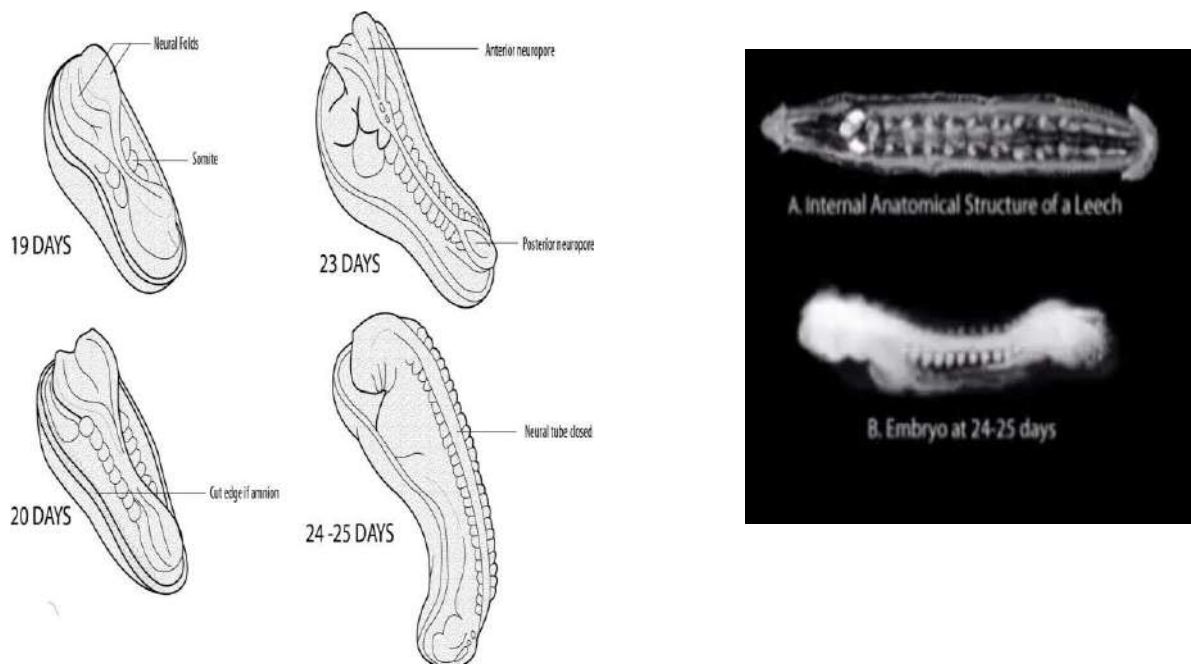 Neural Folds
Somite
19 DAYS
Anterior neuropore
Posterior neuropore
23 DAYS
Cut edge if amnion
20 DAYS
Neural tube closed
24 -25 DAYS
A. Internal Anatomical Structure of a Leech
B. Embryo at 24-25 days